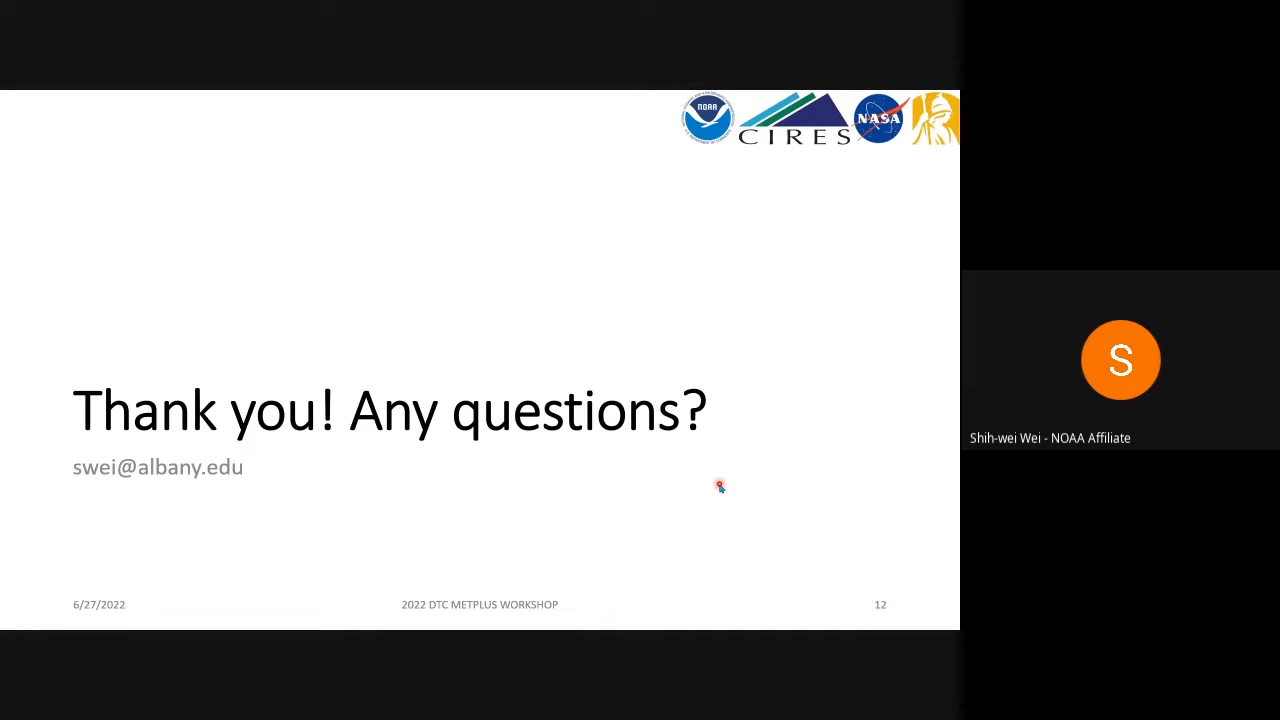 NOAA
CIRES
NASA
Thank you! Any questions?
swei@albany.edu
6/27/2022
2022 DTC METPLUS WORKSHOP
12
S
Shih-wei Wei - NOAA Affiliate